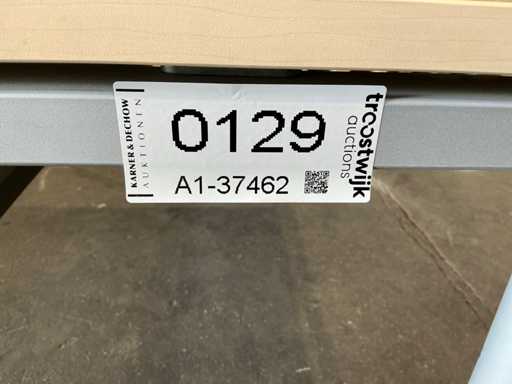 KARNER & DECHOW
AUKTIONEN
0129
A1-37462
troostwijk
auctions